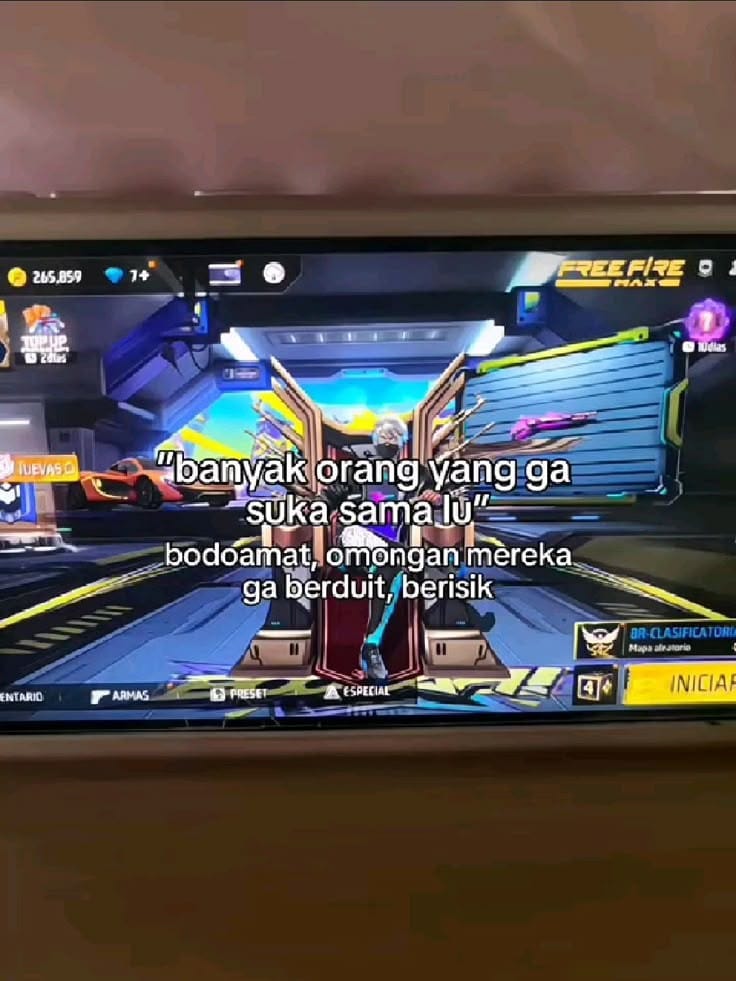 265,859
7+
FREE FIRE
MAX
TOP UP
2días
10días
NUEVAS
"banyak orang yang ga
suka sama lu"
bodoamat, omongan mereka
ga berduit, berisik
BR-CLASIFICATORIA
Mapa aleatorio
4
INICIAR
ENTARIO
ARMAS
PRESET
ESPECIAL